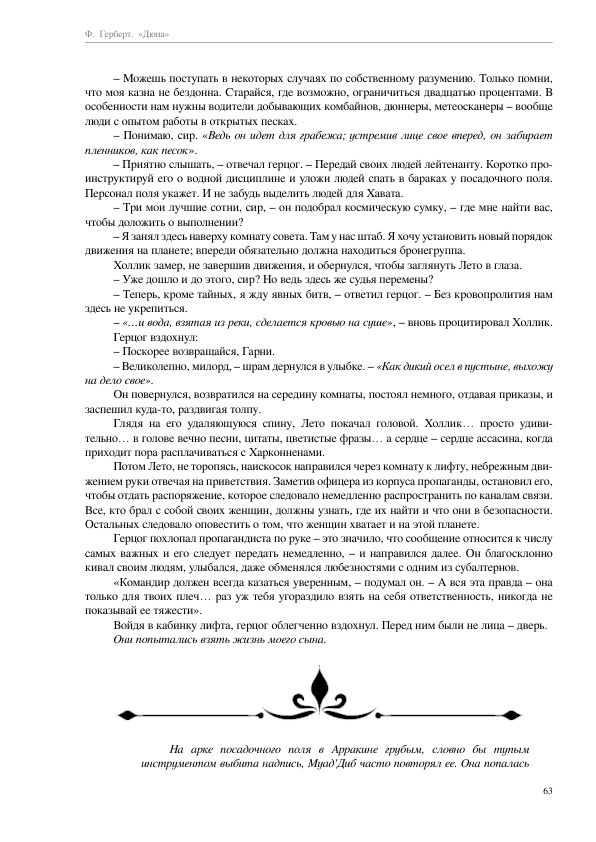 Ф. Герберт. «Дюна»
– Можешь поступать в некоторых случаях по собственному разумению. Только помни,
что моя казна не бездонна. Старайся, где возможно, ограничиться двадцатью процентами. В
особенности нам нужны водители добывающих комбайнов, дюннеры, метеосканеры – вообще
люди с опытом работы в открытых песках.
– Понимаю, сир. «Ведь он идет для грабежа; устремив лице свое вперед, он забирает
пленников, как песок».
– Приятно слышать, – отвечал герцог. – Передай своих людей лейтенанту. Коротко про-
инструктируй его о водной дисциплине и уложи людей спать в бараках у посадочного поля.
Персонал поля укажет. И не забудь выделить людей для Хавата.
– Три мои лучшие сотни, сир, – он подобрал космическую сумку, – где мне найти вас,
чтобы доложить о выполнении?
– Я занял здесь наверху комнату совета. Там у нас штаб. Я хочу установить новый порядок
движения на планете; впереди обязательно должна находиться бронегруппа.
Холлик замер, не завершив движения, и обернулся, чтобы заглянуть Лето в глаза.
– Уже дошло и до этого, сир? Но ведь здесь же судья перемены?
– Теперь, кроме тайных, я жду явных битв, – ответил герцог. – Без кровопролития нам
здесь не укрепиться.
– «…и вода, взятая из реки, сделается кровью на суше», – вновь процитировал Холлик.
Герцог вздохнул:
– Поскорее возвращайся, Гарни.
– Великолепно, милорд, – шрам дернулся в улыбке. – «Как дикий осел в пустыне, выхожу
на дело свое».
Он повернулся, возвратился на середину комнаты, постоял немного, отдавая приказы, и
заспешил куда-то, раздвигая толпу.
Глядя на его удаляющуюся спину, Лето покачал головой. Холлик… просто удиви-
тельно… в голове вечно песни, цитаты, цветистые фразы… а сердце – сердце ассасина, когда
приходит пора расплачиваться с Харконненами.
Потом Лето, не торопясь, наискосок направился через комнату к лифту, небрежным дви-
жением руки отвечая на приветствия. Заметив офицера из корпуса пропаганды, остановил его,
чтобы отдать распоряжение, которое следовало немедленно распространить по каналам связи.
Все, кто брал с собой своих женщин, должны узнать, где их найти и что они в безопасности.
Остальных следовало оповестить о том, что женщин хватает и на этой планете.
Герцог похлопал пропагандиста по руке – это значило, что сообщение относится к числу
самых важных и его следует передать немедленно, – и направился далее. Он благосклонно
кивал своим людям, улыбался, даже обменялся любезностями с одним из субалтернов.
«Командир должен всегда казаться уверенным, – подумал он. – А вся эта правда – она
только для твоих плеч… раз уж тебя угораздило взять на себя ответственность, никогда не
показывай ее тяжести».
Войдя в кабинку лифта, герцог облегченно вздохнул. Перед ним были не лица – дверь.
Они попытались взять жизнь моего сына.
На арке посадочного поля в Арракине грубым, словно бы тупым
инструментом выбита надпись, Муад'Диб часто повторял ее. Она попалась
63